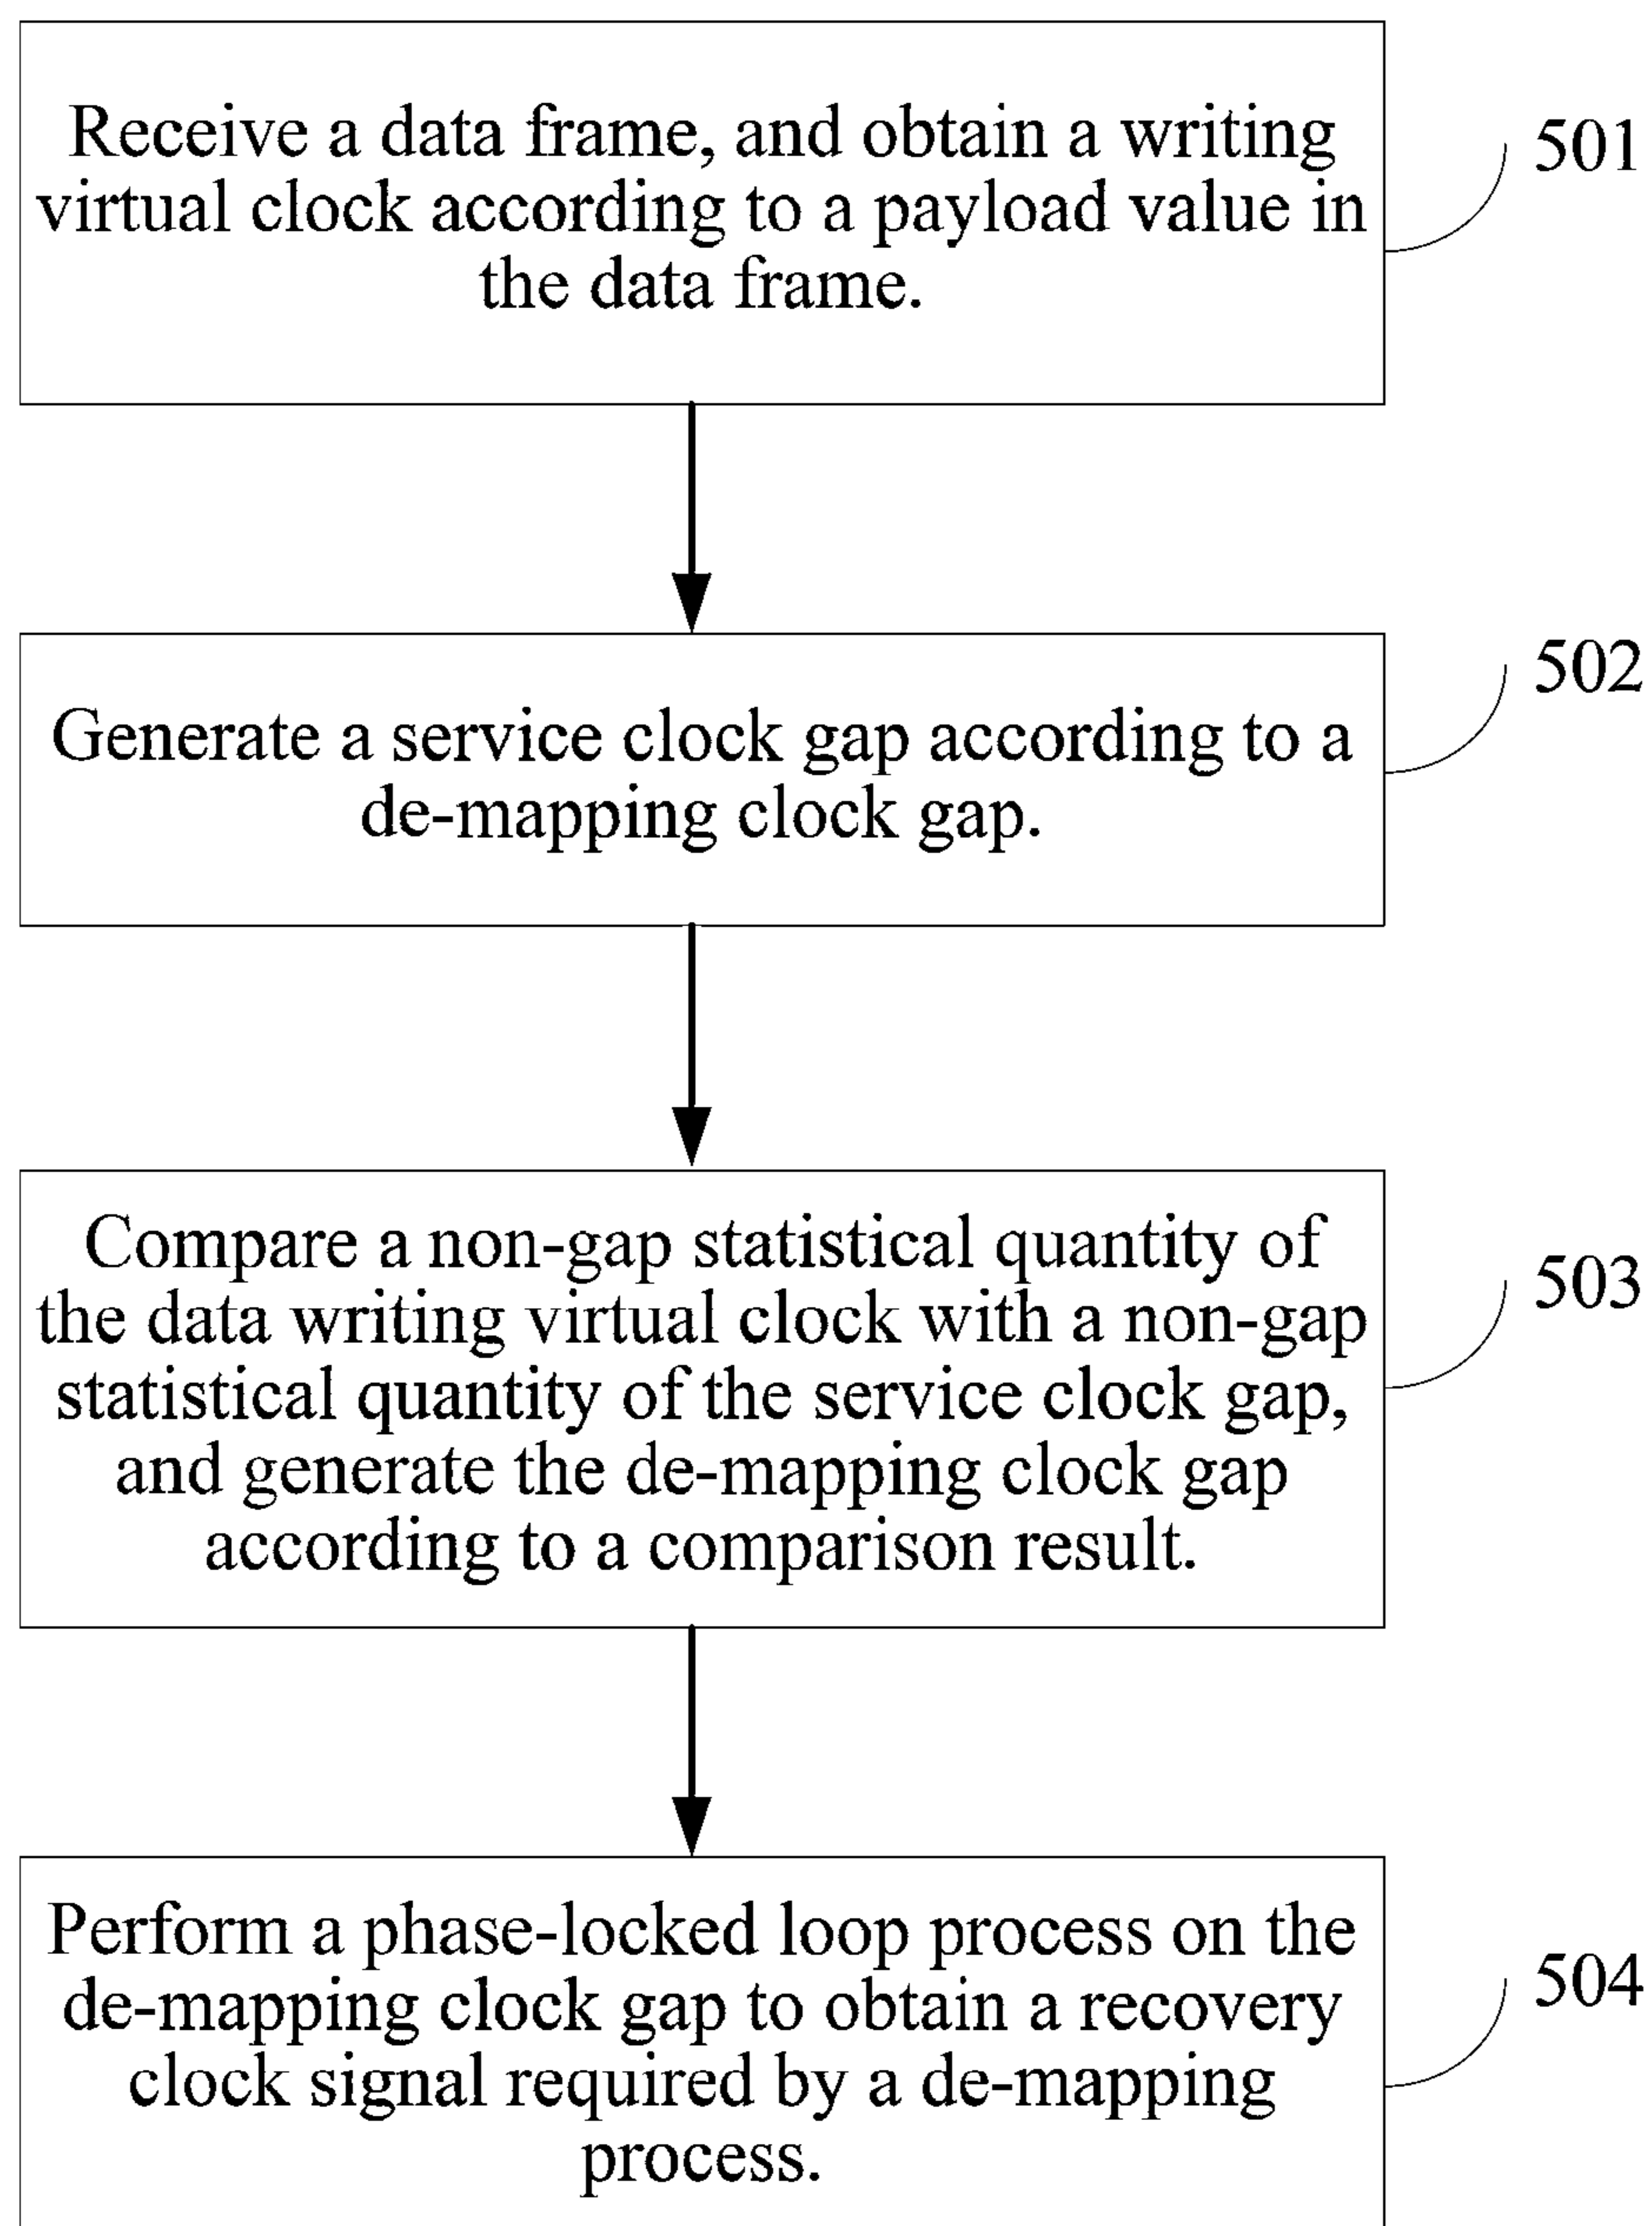 Receive a data frame, and obtain a writing
virtual clock according to a payload value in
the data frame.
501
Generate a service clock gap according to a
de-mapping clock gap.
502
Compare a non-gap statistical quantity of
the data writing virtual clock with a non-gap
statistical quantity of the service clock gap,
and generate the de-mapping clock gap
according to a comparison result.
503
Perform a phase-locked loop process on the
de-mapping clock gap to obtain a recovery
clock signal required by a de-mapping
process.
504